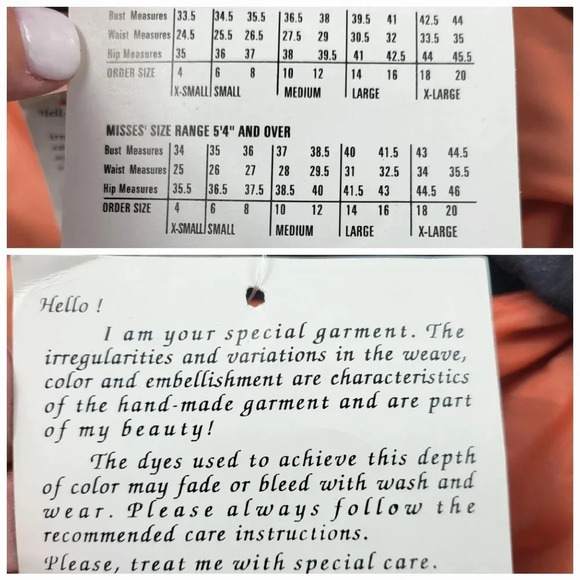 Bust Measures 33.5 34.5 35.5 36.5 38 39.5 41 42.5 44
Waist Measures 24.5 25.5 26.5 27.5 29 30.5 32 33.5 35
Hip Measures 35 36 37 38 39.5 41 42.5 44 45.5
ORDER SIZE 4 6 8 10 12 14 16 18 20
X-SMALL SMALL MEDIUM LARGE X-LARGE
MISSES' SIZE RANGE 5'4" AND OVER
Bust Measures 34 35 36 37 38.5 40 41.5 43 44.5
Waist Measures 25 26 27 28 29.5 31 32.5 34 35.5
Hip Measures 35.5 36.5 37.5 38.5 40 41.5 43 44.5 46
ORDER SIZE 4 6 8 10 12 14 16 18 20
X-SMALL SMALL MEDIUM LARGE X-LARGE
Hello !
I am your special garment. The
irregularities and variations in the weave,
color and embellishment are characteristics
of the hand-made garment and are part
of my beauty!
The dyes used to achieve this depth
of color may fade or bleed with wash and
wear. Please always follow the
recommended care instructions.
Please, treat me with special care.